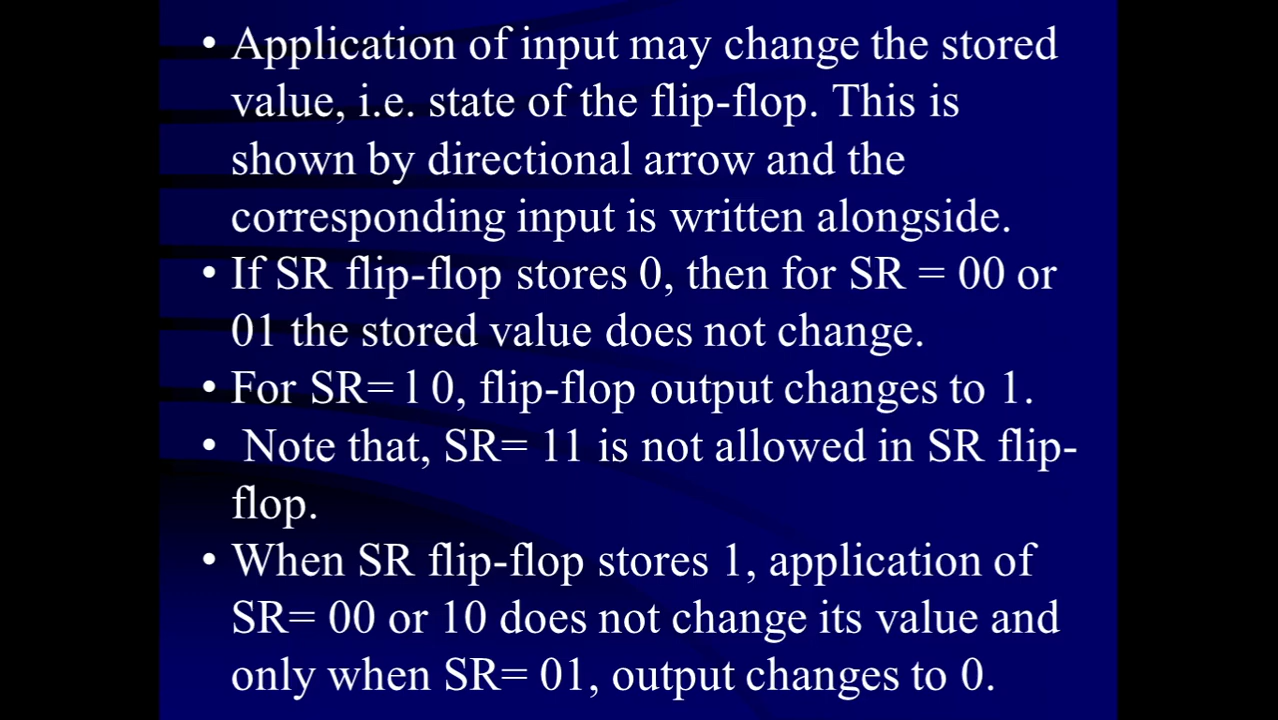 • Application of input may change the stored
value, i.e. state of the flip-flop. This is
shown by directional arrow and the
corresponding input is written alongside.
• If SR flip-flop stores 0, then for SR = 00 or
01 the stored value does not change.
• For SR= l 0, flip-flop output changes to 1.
• Note that, SR= 11 is not allowed in SR flip-
flop.
• When SR flip-flop stores 1, application of
SR= 00 or 10 does not change its value and
only when SR= 01, output changes to 0.